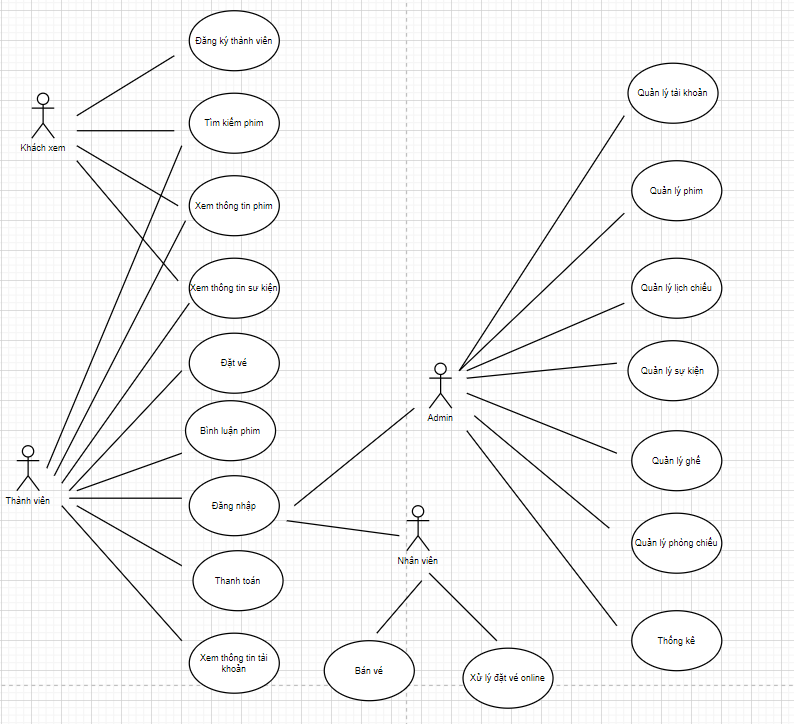 Đăng ký thành viên
Tìm kiếm phim
Khách xem
Xem thông tin phim
Xem thông tin sự kiện
Đặt vé
Bình luận phim
Thành viên
Đăng nhập
Thanh toán
Xem thông tin tài
khoản
Admin
Nhân viên
Bán vé
Xử lý đặt vé online
Quản lý tài khoản
Quản lý phim
Quản lý lịch chiếu
Quản lý sự kiện
Quản lý ghế
Quản lý phòng chiếu
Thống kê